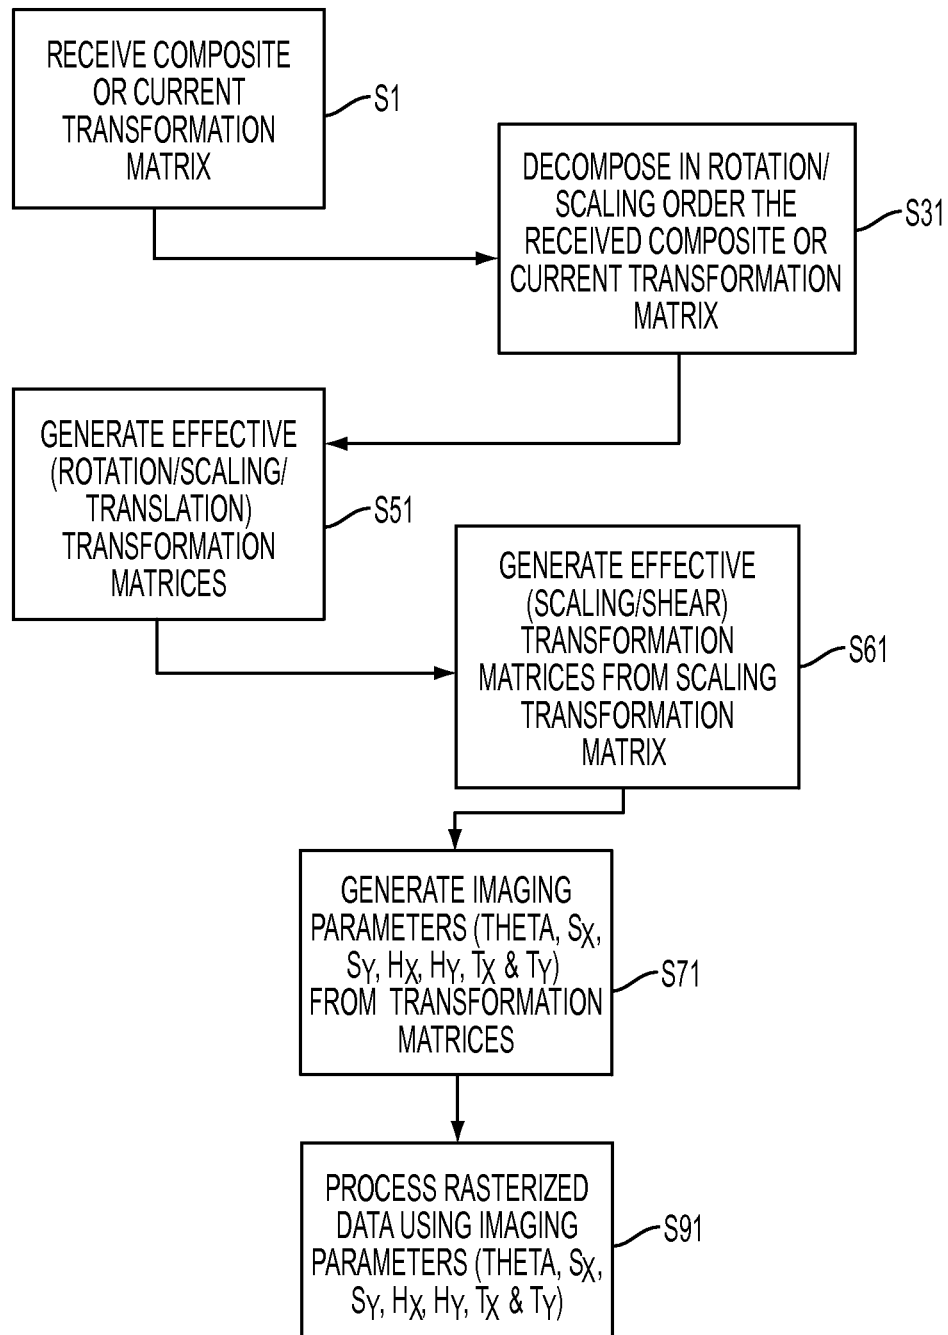 RECEIVE COMPOSITE
OR CURRENT
TRANSFORMATION
MATRIX
S1
DECOMPOSE IN ROTATION/
SCALING ORDER THE
RECEIVED COMPOSITE OR
CURRENT TRANSFORMATION
MATRIX
S31
GENERATE EFFECTIVE
(ROTATION/SCALING/
TRANSLATION)
TRANSFORMATION
MATRICES
S51
GENERATE EFFECTIVE
(SCALING/SHEAR)
TRANSFORMATION
MATRICES FROM SCALING
TRANSFORMATION
MATRIX
S61
GENERATE IMAGING
PARAMETERS (THETA, SX,
SY, HX, HY, TX & TY)
FROM TRANSFORMATION
MATRICES
S71
PROCESS RASTERIZED
DATA USING IMAGING
PARAMETERS (THETA, SX,
SY, HX, HY, TX & TY)
S91